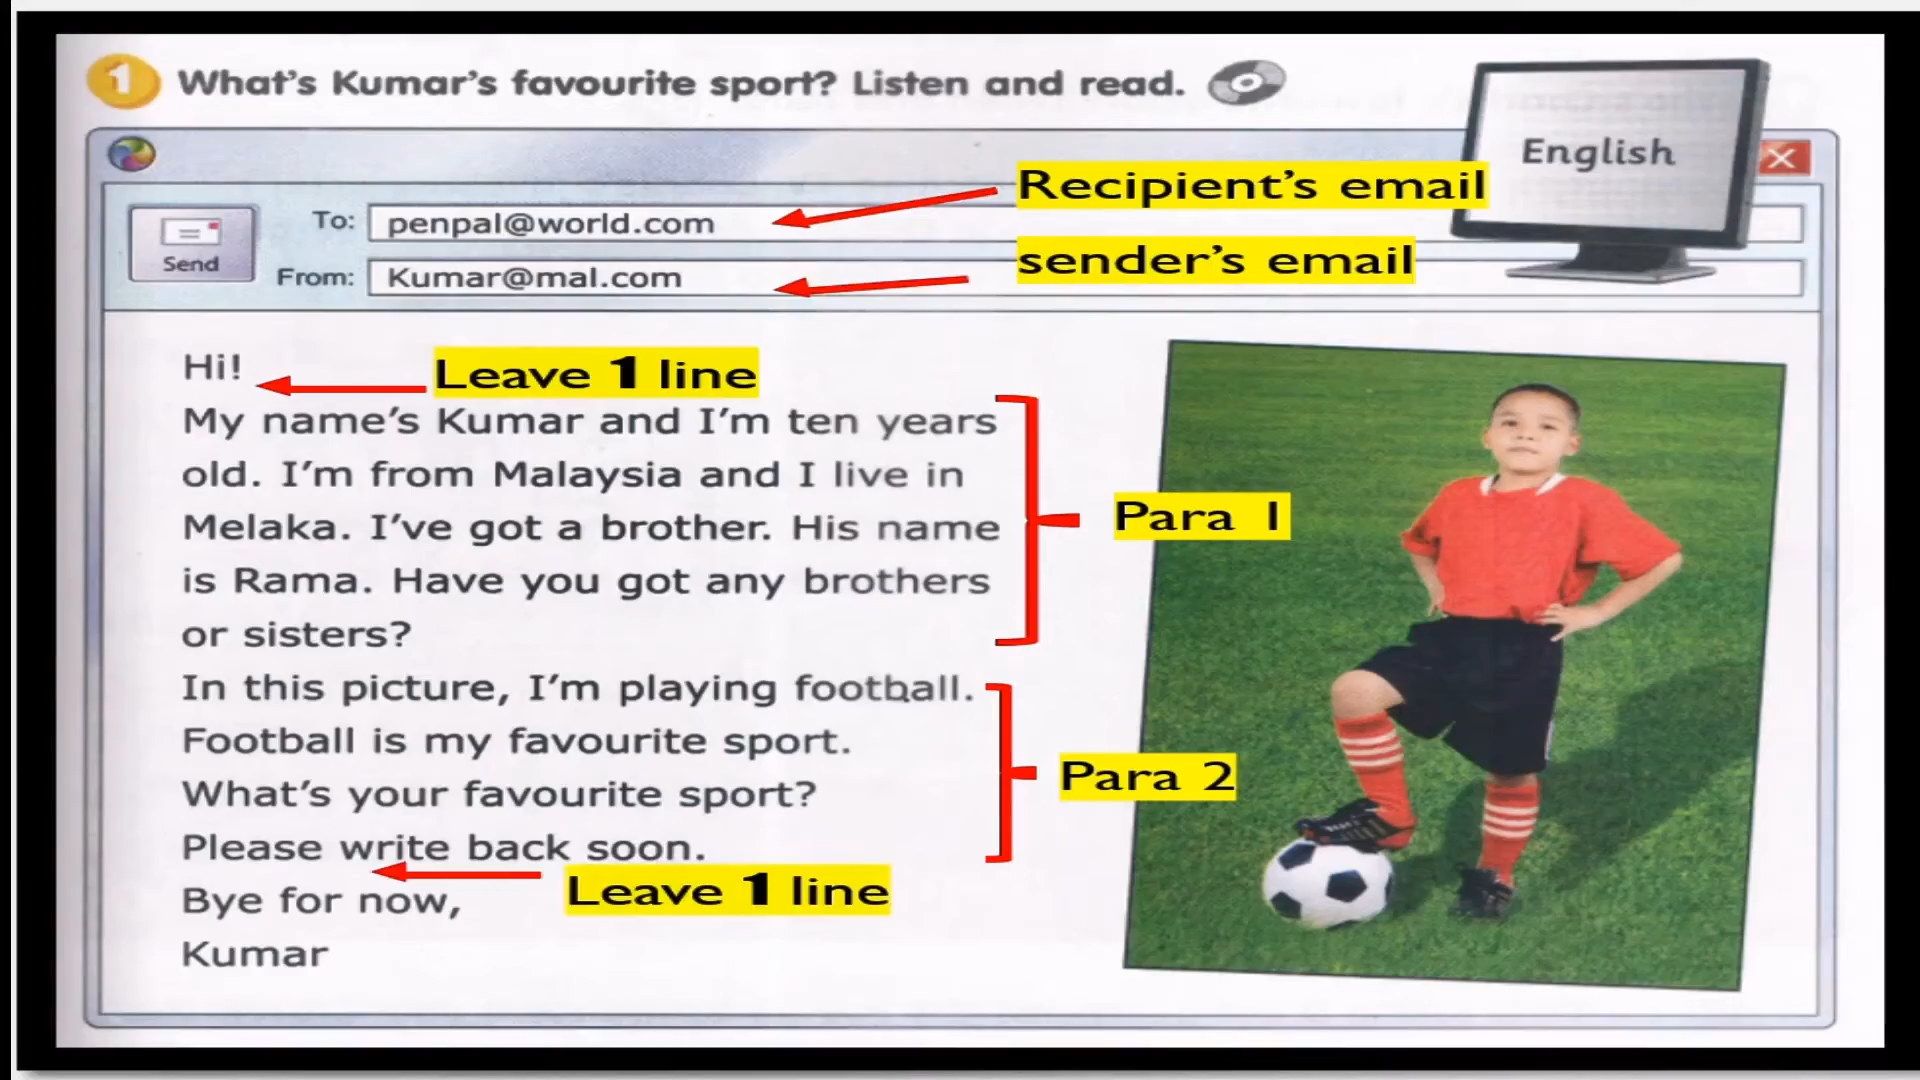 1 What's Kumar's favourite sport? Listen and read.
English
Recipient's email
To: penpal@world.com
Send
sender's email
From: Kumar@mal.com
Hi!
Leave 1 line
My name's Kumar and I'm ten years
old. I'm from Malaysia and I live in
Melaka. I've got a brother. His name
is Rama. Have you got any brothers
or sisters?
Para 1
In this picture, I'm playing football.
Football is my favourite sport.
What's your favourite sport?
Please write back soon.
Para 2
Leave 1 line
Bye for now,
Kumar